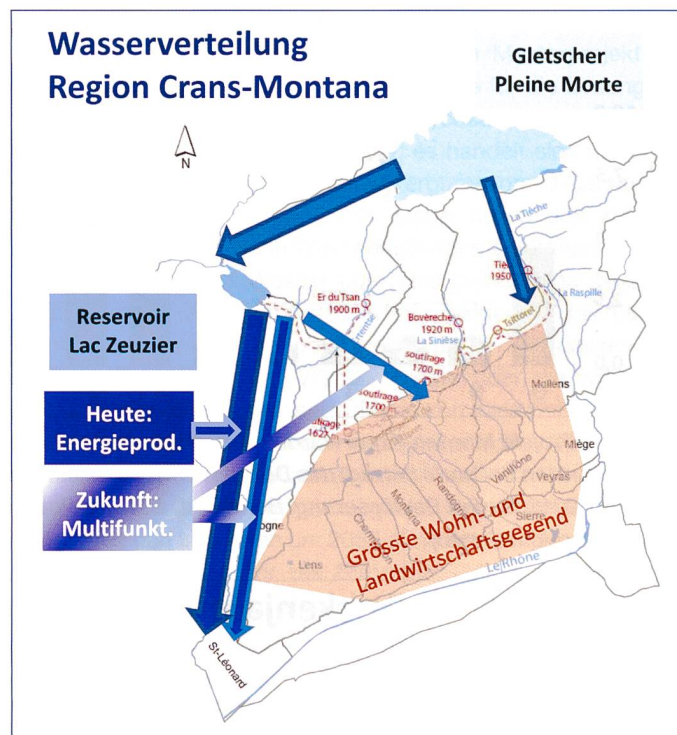 Wasserverteilung
Region Crans-Montana
Gletscher
Pleine Morte
N
La Tièche
1950
La Raspille
Tsittoret
Er du Tsan
1900 m
Bovèreche
1920 m
La Sinièse
Reservoir
Lac Zeuzier
soutirage
1700 m
soutirage
1700
1627 m
Mollens
Heute:
Energieprod.
Miège
Venthône
Veyras
Randogne
Montana
Chermignon
Sierre
Zukunft:
Multifunkt.
Lens
Grösste Wohn- und
Landwirtschaftsgegend
Le Rhône
St-Léonard